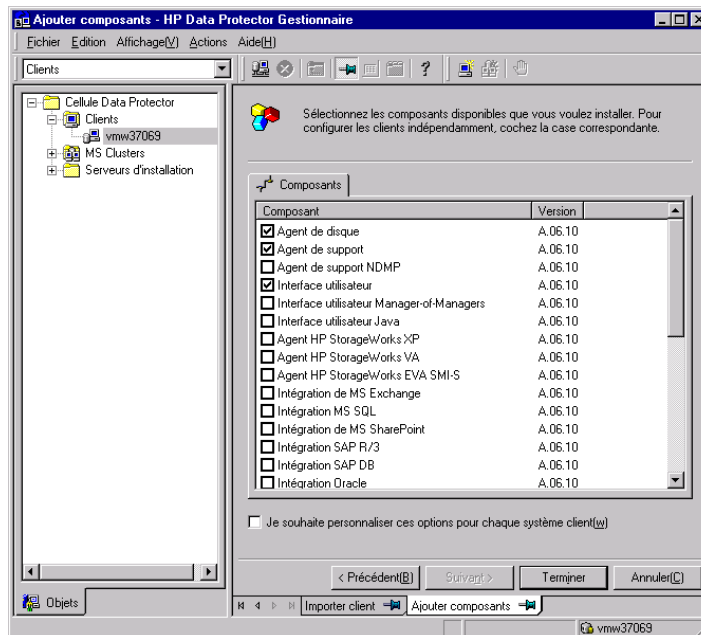 Ajouter composants - HP Data Protector Gestionnaire
Fichier Edition Affichage(V) Actions Aide(H)
Clients
Cellule Data Protector
Clients
vmw37069
MS Clusters
Serveurs d'installation
Objets
Sélectionnez les composants disponibles que vous voulez installer. Pour
configurer les clients indépendamment, cochez la case correspondante.
Composants
Composant Version
Agent de disque A.06.10
Agent de support A.06.10
Agent de support NDMP A.06.10
Interface utilisateur A.06.10
Interface utilisateur Manager-of-Managers A.06.10
Interface utilisateur Java A.06.10
Agent HP StorageWorks XP A.06.10
Agent HP StorageWorks VA A.06.10
Agent HP StorageWorks EVA SMI-S A.06.10
Intégration de MS Exchange A.06.10
Intégration MS SQL A.06.10
Intégration de MS SharePoint A.06.10
Intégration SAP R/3 A.06.10
Intégration SAP DB A.06.10
Intégration Oracle A.06.10
Je souhaite personnaliser ces options pour chaque système client(w)
< Précédent(B) Suivant > Terminer Annuler(C)
Importer client Ajouter composants
vmw37069